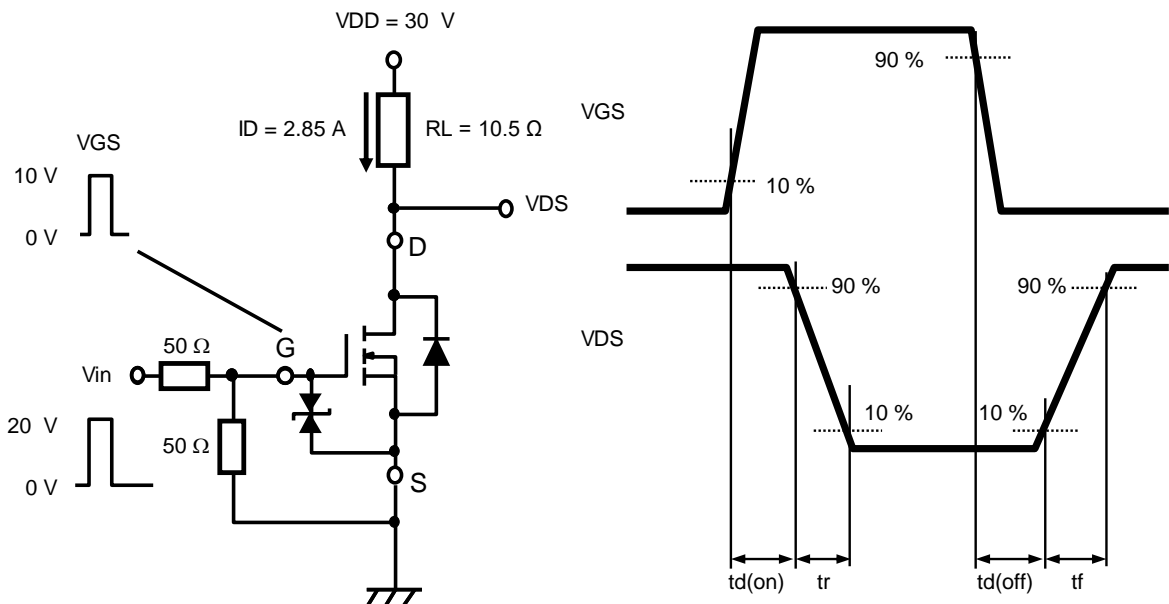 VDD = 30 V
ID = 2.85 A
RL = 10.5 Ω
VGS
10 V
0 V
VDS
D
50 Ω
G
Vin
20 V
50 Ω
0 V
S
VGS
90 %
10 %
VDS
90 %
90 %
10 %
10 %
td(on)
tr
td(off)
tf